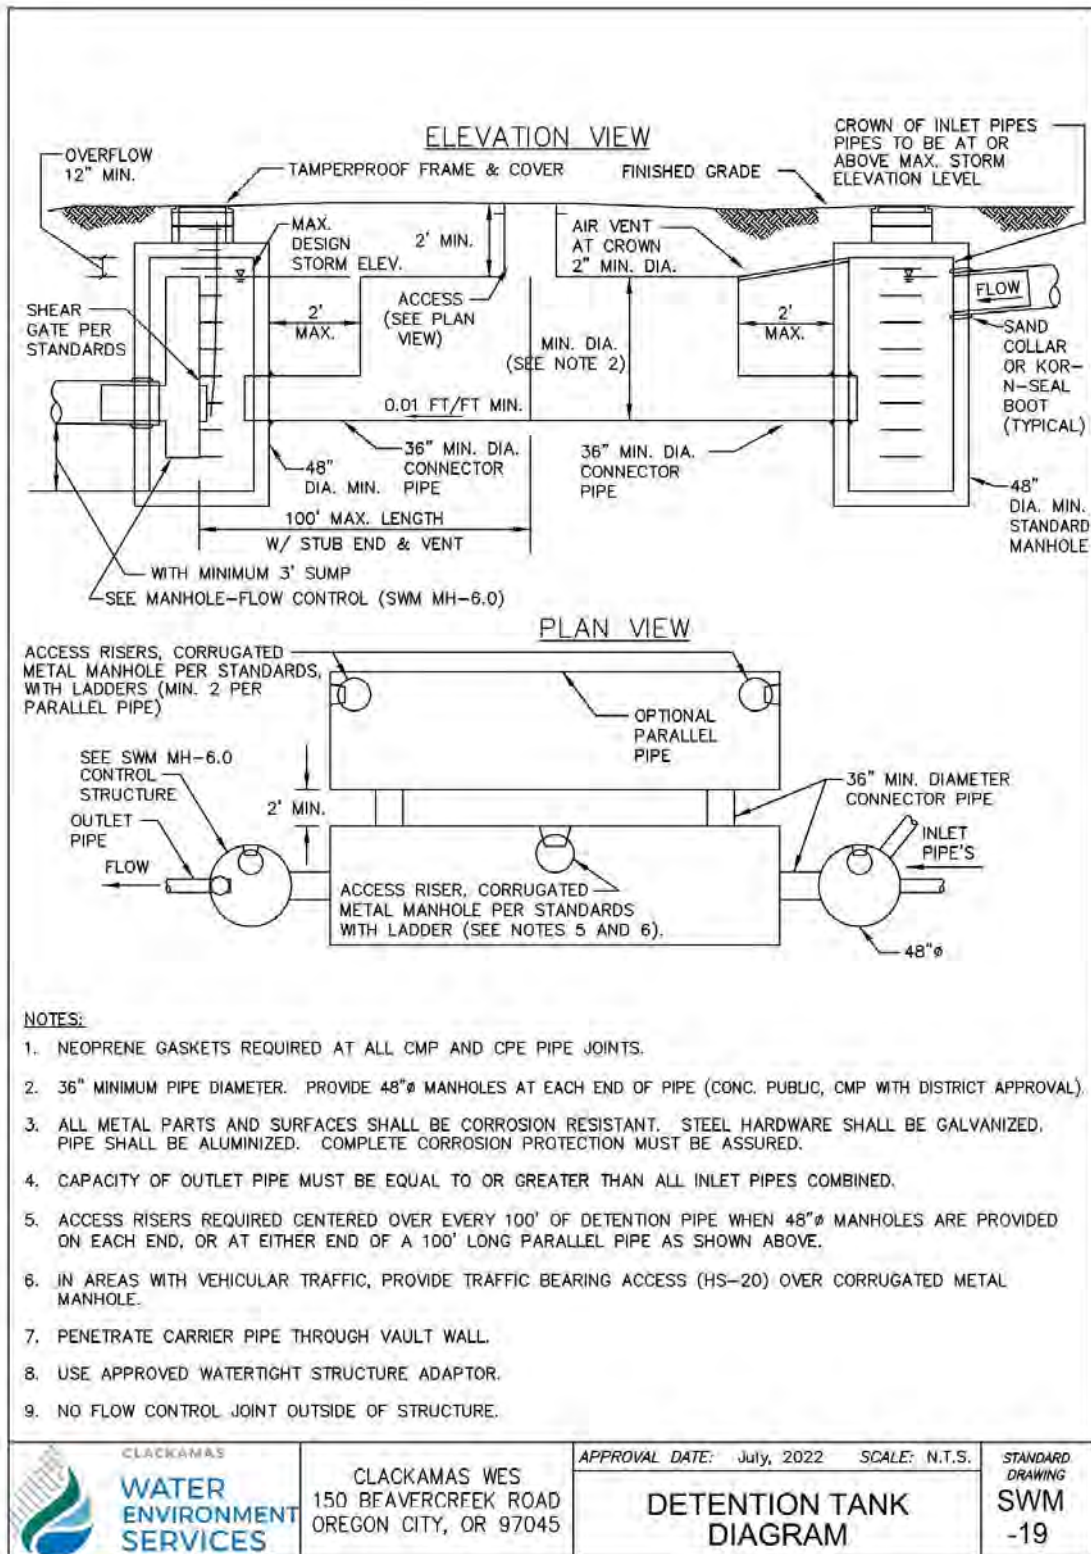 ELEVATION VIEW
OVERFLOW
12" MIN.
TAMPERPROOF FRAME & COVER
FINISHED GRADE
CROWN OF INLET PIPES
PIPES TO BE AT OR
ABOVE MAX. STORM
ELEVATION LEVEL
MAX.
DESIGN
STORM ELEV.
2' MIN.
AIR VENT
AT CROWN
2" MIN. DIA.
SHEAR
GATE PER
STANDARDS
2'
MAX.
ACCESS
(SEE PLAN
VIEW)
MIN. DIA.
(SEE NOTE 2)
2'
MAX.
FLOW
SAND
COLLAR
OR KOR-
N-SEAL
BOOT
(TYPICAL)
0.01 FT/FT MIN.
48"
DIA. MIN.
36" MIN. DIA.
CONNECTOR
PIPE
36" MIN. DIA.
CONNECTOR
PIPE
48"
DIA. MIN.
STANDARD
MANHOLE
100' MAX. LENGTH
W/ STUB END & VENT
WITH MINIMUM 3' SUMP
SEE MANHOLE-FLOW CONTROL (SWM MH-6.0)
PLAN VIEW
ACCESS RISERS, CORRUGATED
METAL MANHOLE PER STANDARDS,
WITH LADDERS (MIN. 2 PER
PARALLEL PIPE)
OPTIONAL
PARALLEL
PIPE
SEE SWM MH-6.0
CONTROL
STRUCTURE
2' MIN.
36" MIN. DIAMETER
CONNECTOR PIPE
OUTLET
PIPE
FLOW
INLET
PIPE'S
ACCESS RISER, CORRUGATED
METAL MANHOLE PER STANDARDS
WITH LADDER (SEE NOTES 5 AND 6).
48"ø
NOTES:
1. NEOPRENE GASKETS REQUIRED AT ALL CMP AND CPE PIPE JOINTS.
2. 36" MINIMUM PIPE DIAMETER. PROVIDE 48"ø MANHOLES AT EACH END OF PIPE (CONC. PUBLIC, CMP WITH DISTRICT APPROVAL)
3. ALL METAL PARTS AND SURFACES SHALL BE CORROSION RESISTANT. STEEL HARDWARE SHALL BE GALVANIZED.
PIPE SHALL BE ALUMINIZED. COMPLETE CORROSION PROTECTION MUST BE ASSURED.
4. CAPACITY OF OUTLET PIPE MUST BE EQUAL TO OR GREATER THAN ALL INLET PIPES COMBINED.
5. ACCESS RISERS REQUIRED CENTERED OVER EVERY 100' OF DETENTION PIPE WHEN 48"ø MANHOLES ARE PROVIDED
ON EACH END, OR AT EITHER END OF A 100' LONG PARALLEL PIPE AS SHOWN ABOVE.
6. IN AREAS WITH VEHICULAR TRAFFIC, PROVIDE TRAFFIC BEARING ACCESS (HS-20) OVER CORRUGATED METAL
MANHOLE.
7. PENETRATE CARRIER PIPE THROUGH VAULT WALL.
8. USE APPROVED WATERTIGHT STRUCTURE ADAPTOR.
9. NO FLOW CONTROL JOINT OUTSIDE OF STRUCTURE.
CLACKAMAS
WATER
ENVIRONMENT
SERVICES
CLACKAMAS WES
150 BEAVERCREEK ROAD
OREGON CITY, OR 97045
APPROVAL DATE: July, 2022 SCALE: N.T.S.
DETENTION TANK
DIAGRAM
STANDARD
DRAWING
SWM
-19